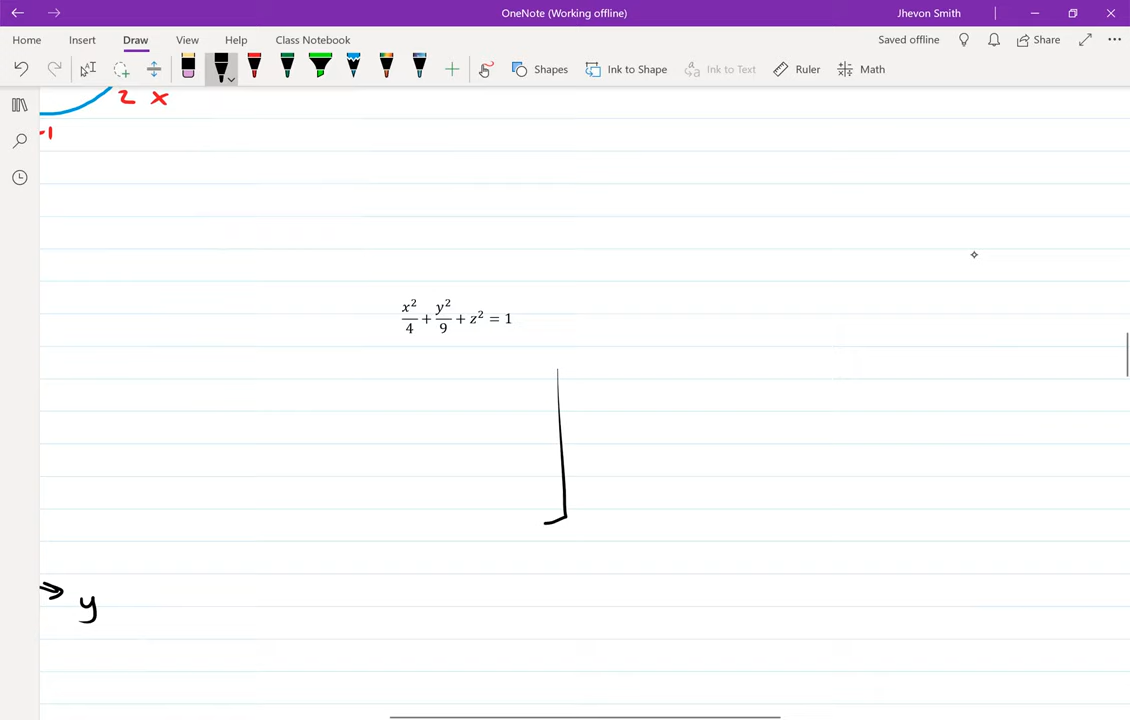 OneNote (Working offline)
Jhevon Smith
Home Insert Draw View Help Class Notebook
Saved offline Share
Shapes Ink to Shape Ink to Text Ruler Math
2 x
-1
x²/4 + y²/9 + z² = 1
y